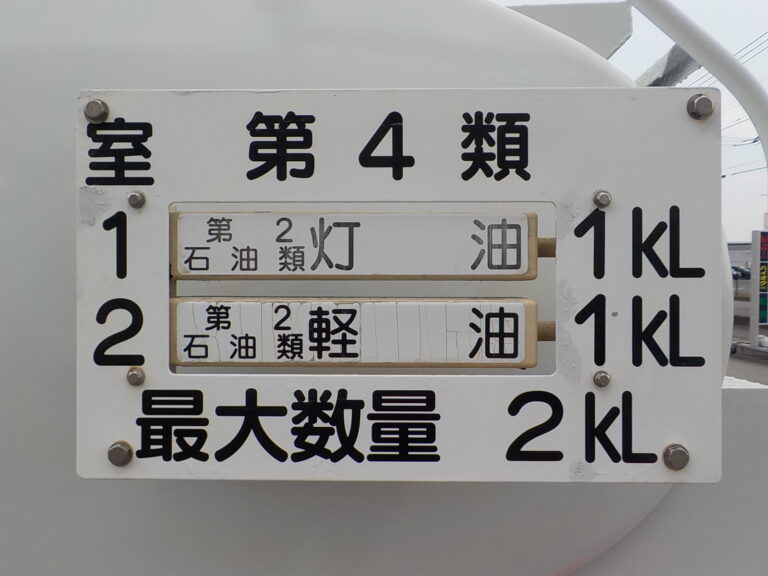 室 第4類
1 第2石油類 灯油 1KL
2 第2石油類 軽油 1KL
最大数量 2KL